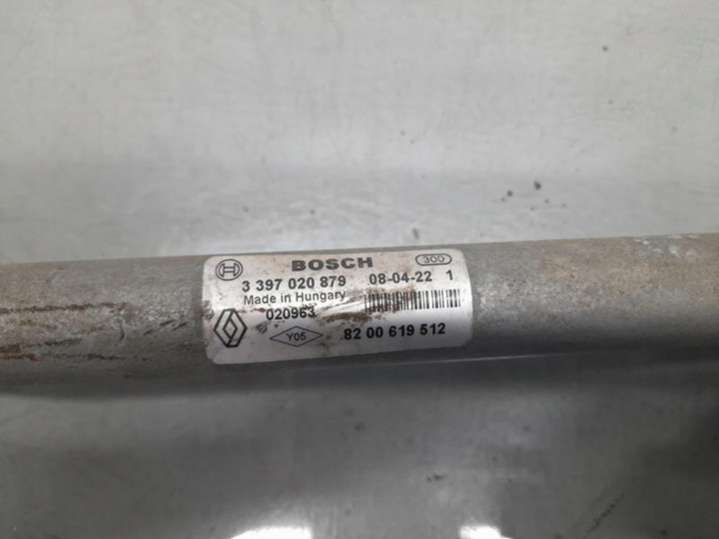 BOSCH 300
3 397 020 879 08-04-22 1
Made in Hungary
020963
Y05 82 00 619 512